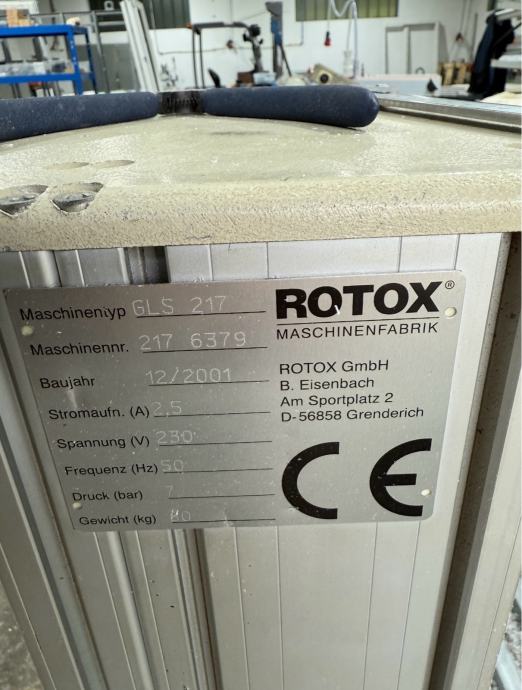 Maschinentyp GLS 217
Maschinennr. 217 6379
Baujahr 12/2001
Stromaufn. (A) 2,5
Spannung (V) 230
Frequenz (Hz) 50
Druck (bar) 7
Gewicht (kg)
ROTOX®
MASCHINENFABRIK
ROTOX GmbH
B. Eisenbach
Am Sportplatz 2
D-56858 Grenderich
CE